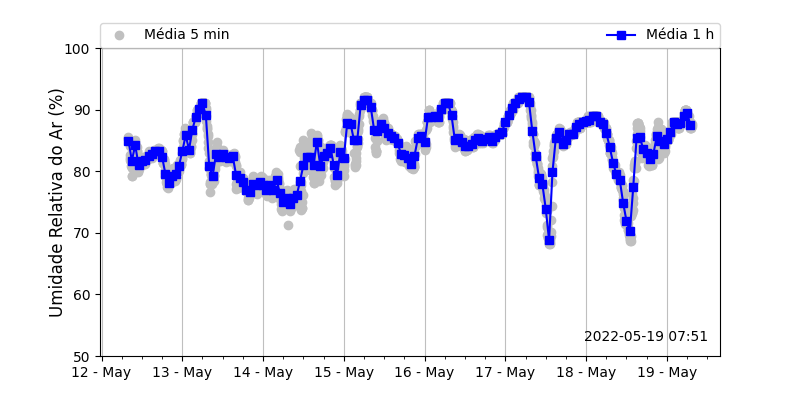 Média 5 min Média 1 h
Umidade Relativa do Ar (%)
100
90
80
70
60
50
2022-05-19 07:51
12 - May 13 - May 14 - May 15 - May 16 - May 17 - May 18 - May 19 - May